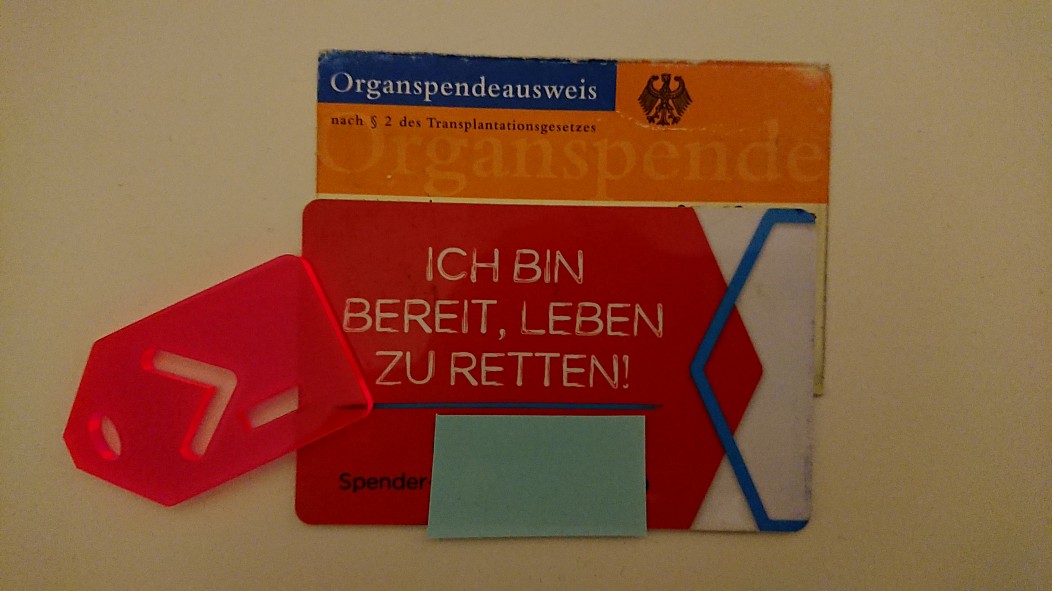 Organspendeausweis
nach § 2 des Transplantationsgesetzes
Organspende
ICH BIN
BEREIT, LEBEN
ZU RETTEN!
Spender-